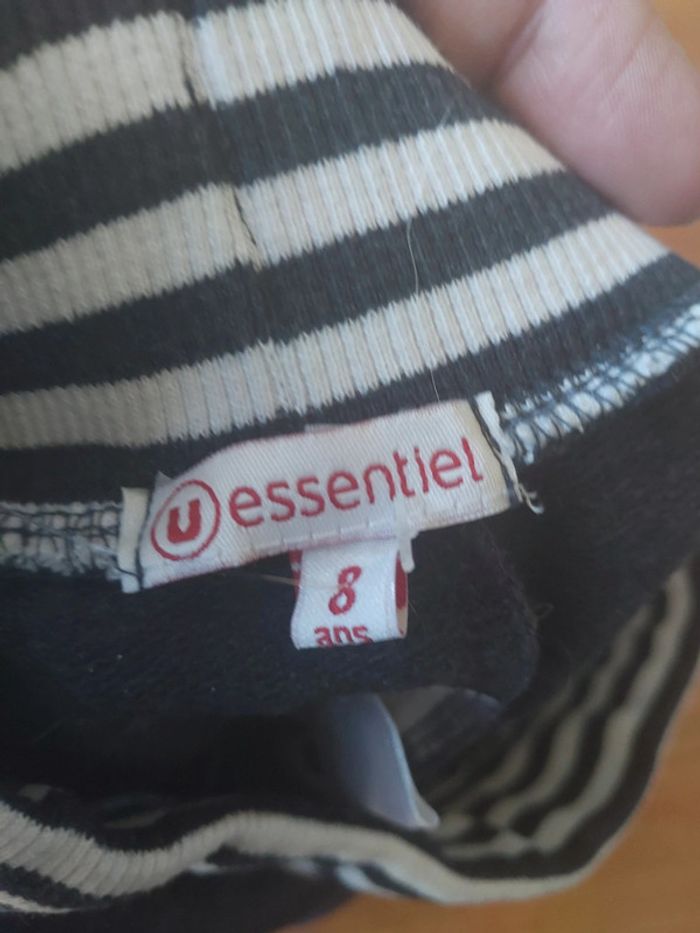 U essentiel
8
ans